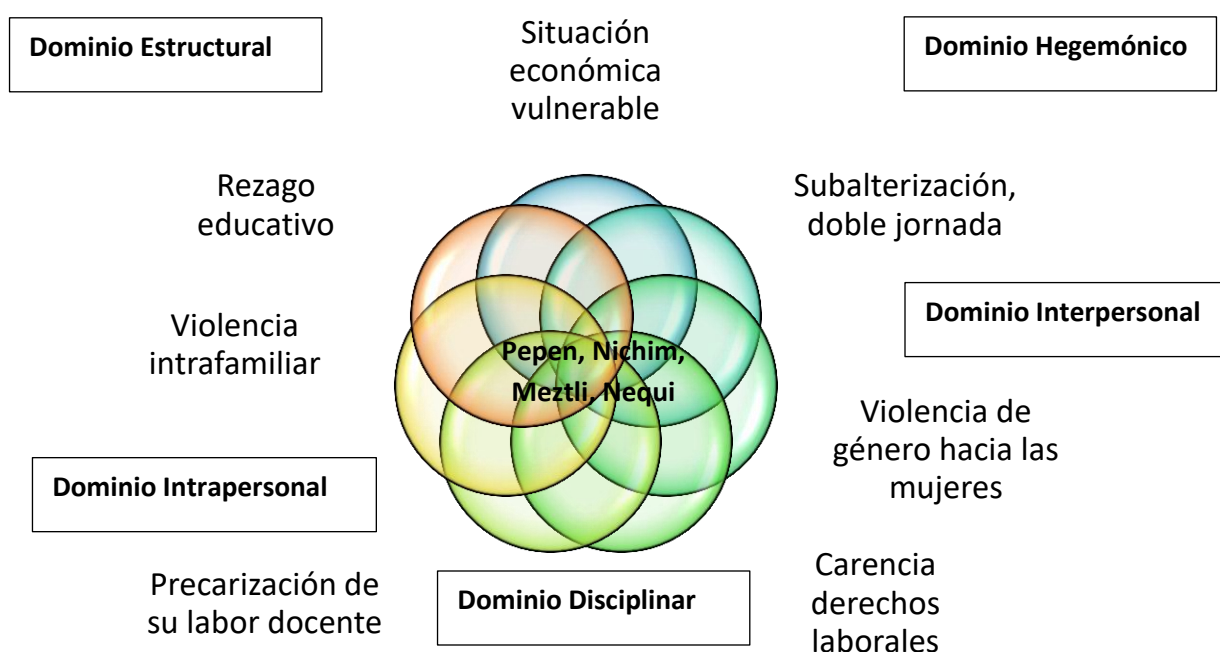 Dominio Estructural
Situación
económica
vulnerable
Dominio Hegemónico
Rezago
educativo
Subalterización,
doble jornada
Violencia
intrafamiliar
Dominio Interpersonal
Pepen, Nichim,
Meztli, Nequi
Violencia de
género hacia las
mujeres
Dominio Intrapersonal
Precarización de
su labor docente
Dominio Disciplinar
Carencia
derechos
laborales